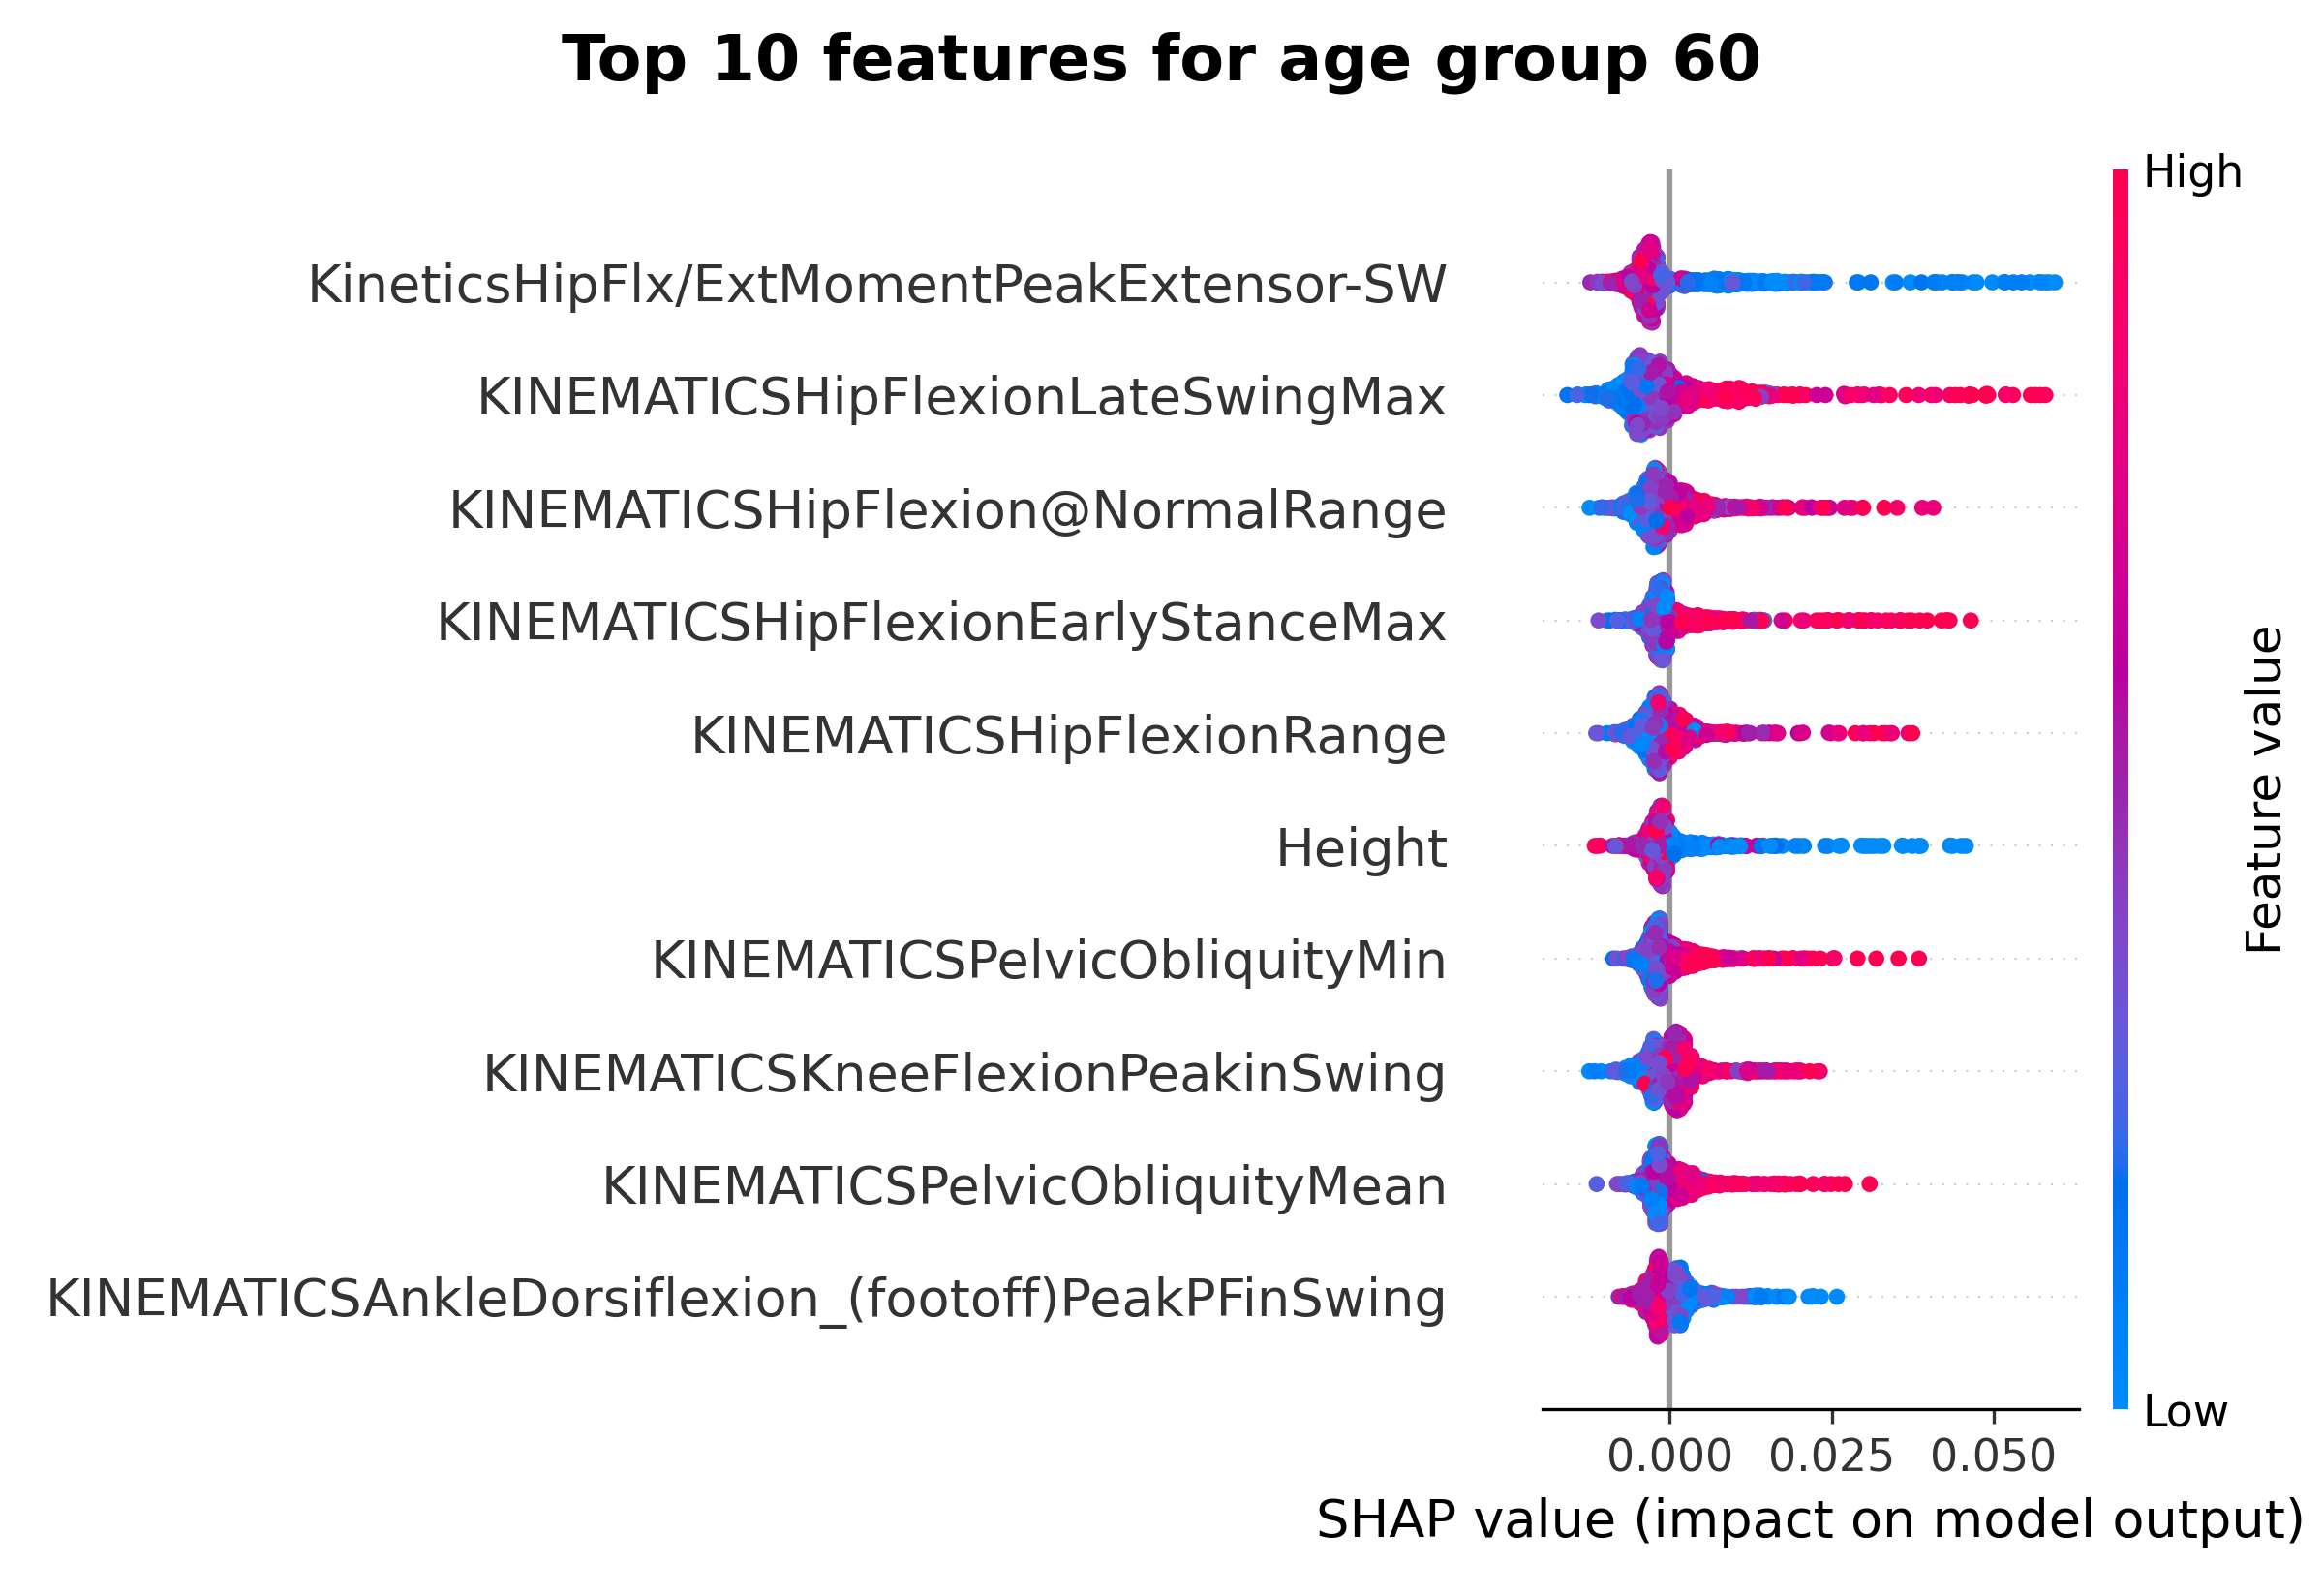 Top 10 features for age group 60
High
KineticsHipFlx/ExtMomentPeakExtensor-SW
KINEMATICSHipFlexionLateSwingMax
KINEMATICSHipFlexion@NormalRange
KINEMATICSHipFlexionEarlyStanceMax
KINEMATICSHipFlexionRange
Height
KINEMATICSPelvicObliquityMin
KINEMATICSKneeFlexionPeakinSwing
KINEMATICSPelvicObliquityMean
KINEMATICSAnkleDorsiflexion_(footoff)PeakPFinSwing
Feature value
Low
0.000 0.025 0.050
SHAP value (impact on model output)